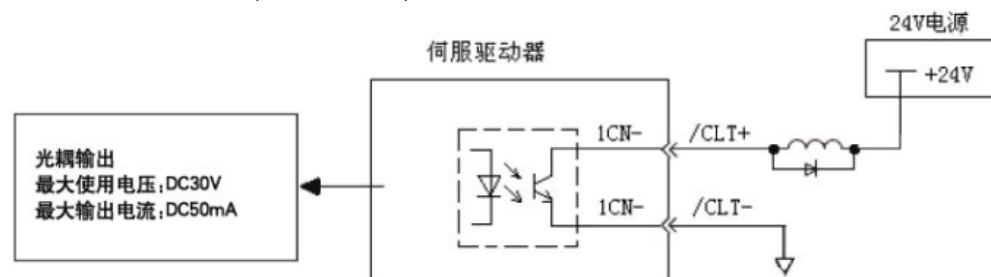 24V电源
伺服驱动器
+24V
1CN-
/CLT+
光耦输出
最大使用电压:DC30V
最大输出电流:DC50mA
1CN-
/CLT-